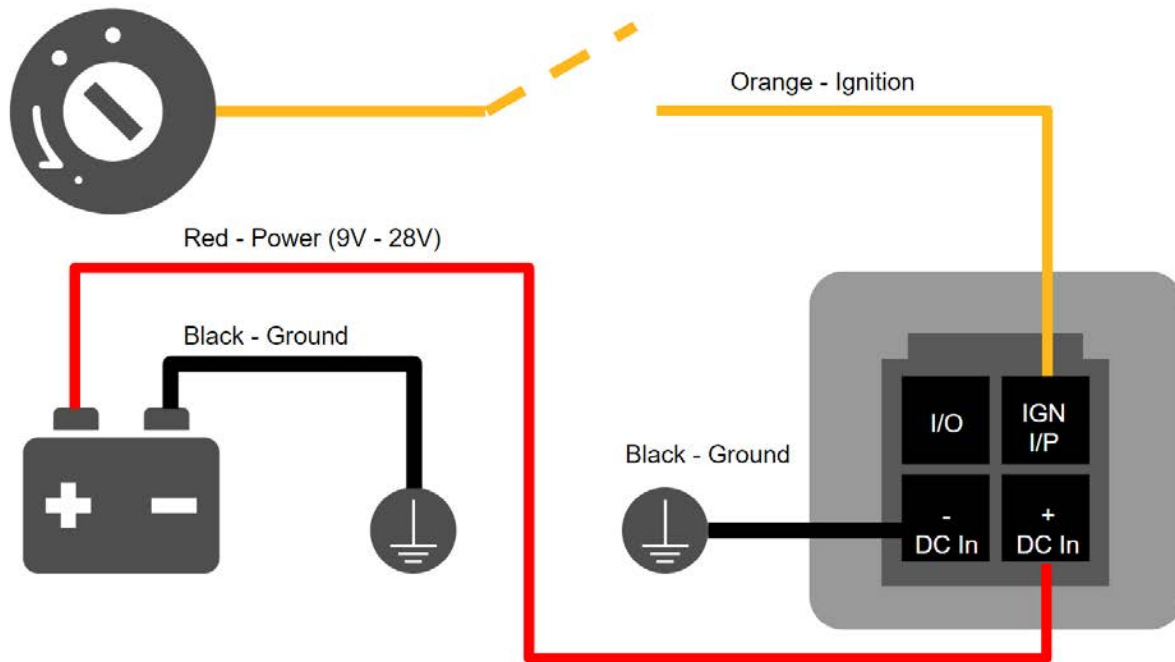 Orange - Ignition
Red - Power (9V - 28V)
Black - Ground
I/O
IGN
I/P
Black - Ground
-
DC In
+
DC In